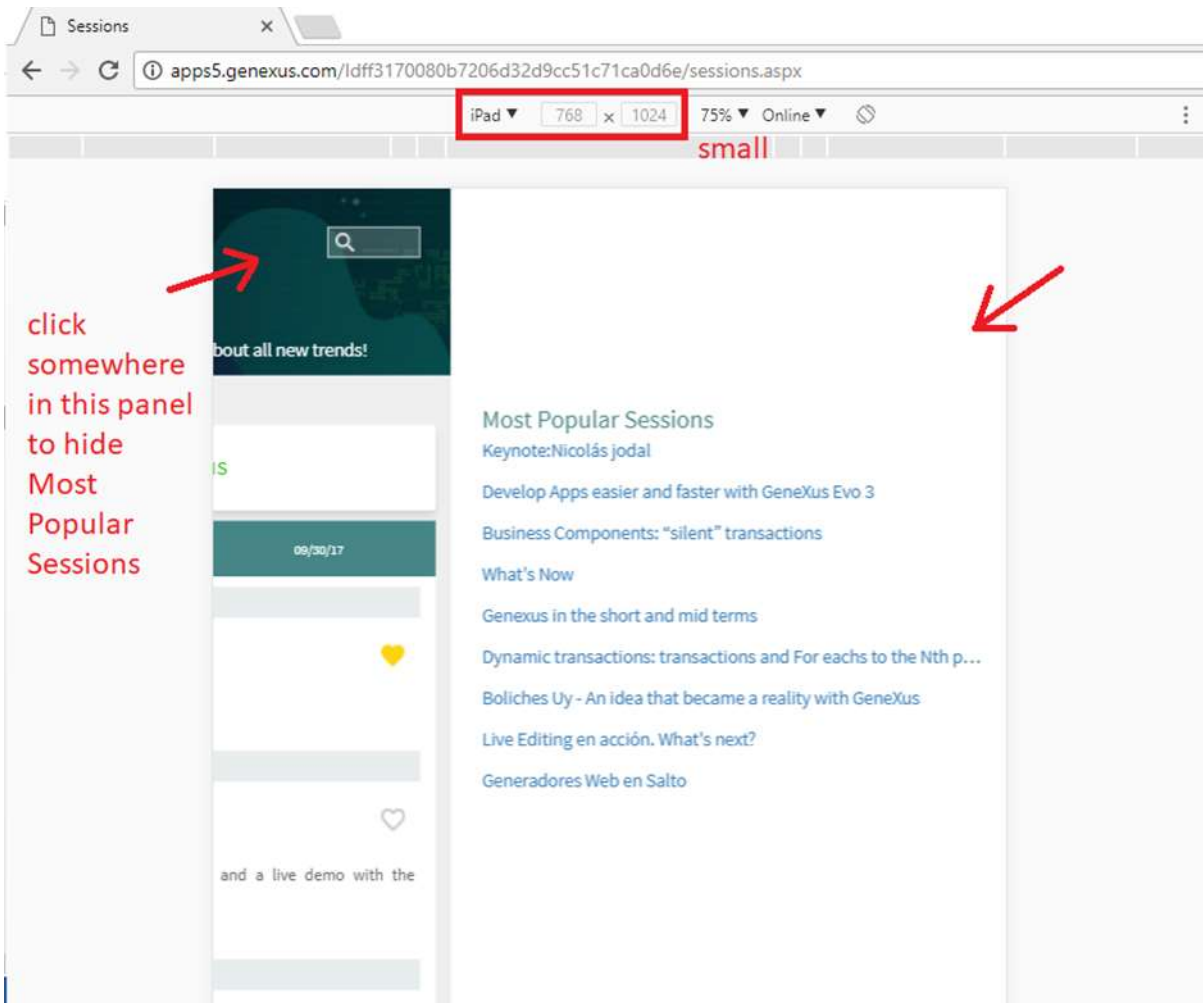 Sessions
apps5.genexus.com/ldff3170080b7206d32d9cc51c71ca0d6e/sessions.aspx
iPad ▼ 768 x 1024 75% ▼ Online ▼
small
click
somewhere
in this panel
to hide
Most
Popular
Sessions
bout all new trends!
us
09/30/17
and a live demo with the
Most Popular Sessions
Keynote:Nicolás jodal
Develop Apps easier and faster with GeneXus Evo 3
Business Components: “silent” transactions
What's Now
Genexus in the short and mid terms
Dynamic transactions: transactions and For eachs to the Nth p...
Boliches Uy - An idea that became a reality with GeneXus
Live Editing en acción. What's next?
Generadores Web en Salto